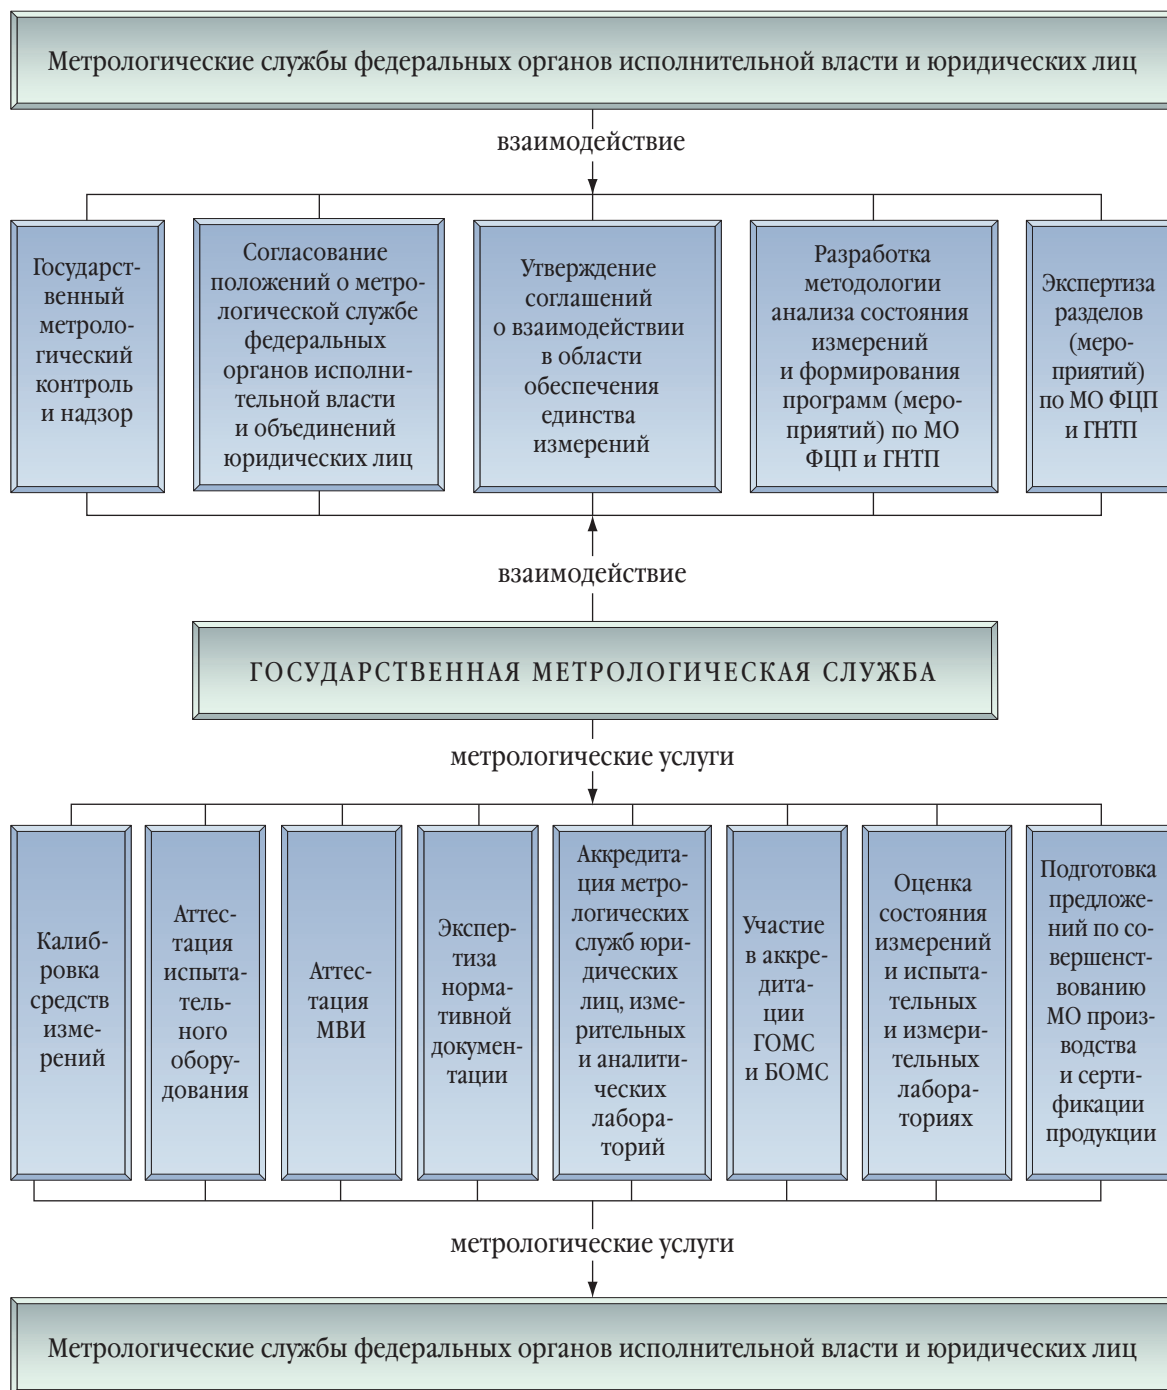 Метрологические службы федеральных органов исполнительной власти и юридических лиц
взаимодействие
Государст-
венный
метроло-
гический
контроль
и надзор
Согласование
положений о метро-
логической службе
федеральных
органов исполни-
тельной власти
и объединений
юридических лиц
Утверждение
соглашений
о взаимодействии
в области
обеспечения
единства
измерений
Разработка
методологии
анализа состояния
измерений
и формирования
программ (меро-
приятий) по МО
ФЦП и ГНТП
Экспертиза
разделов
(меро-
приятий)
по МО ФЦП
и ГНТП
взаимодействие
ГОСУДАРСТВЕННАЯ МЕТРОЛОГИЧЕСКАЯ СЛУЖБА
метрологические услуги
Калиб-
ровка
средств
изме-
рений
Аттес-
тация
испыта-
тель-
ного
обору-
дования
Аттес-
тация
МВИ
Экспер-
тиза
норма-
тивной
докумен-
тации
Аккредита-
ция метро-
логических
служб юри-
дических
лиц, изме-
рительных
и аналити-
ческих
лабора-
торий
Участие
в аккре-
дита-
ции
ГОМС
и БОМС
Оценка
состояния
измерений
и испыта-
тельных
и измери-
тельных
лабора-
ториях
Подготовка
предложе-
ний по со-
вершенст-
вованию
МО произ-
водства
и серти-
фикации
продукции
метрологические услуги
Метрологические службы федеральных органов исполнительной власти и юридических лиц